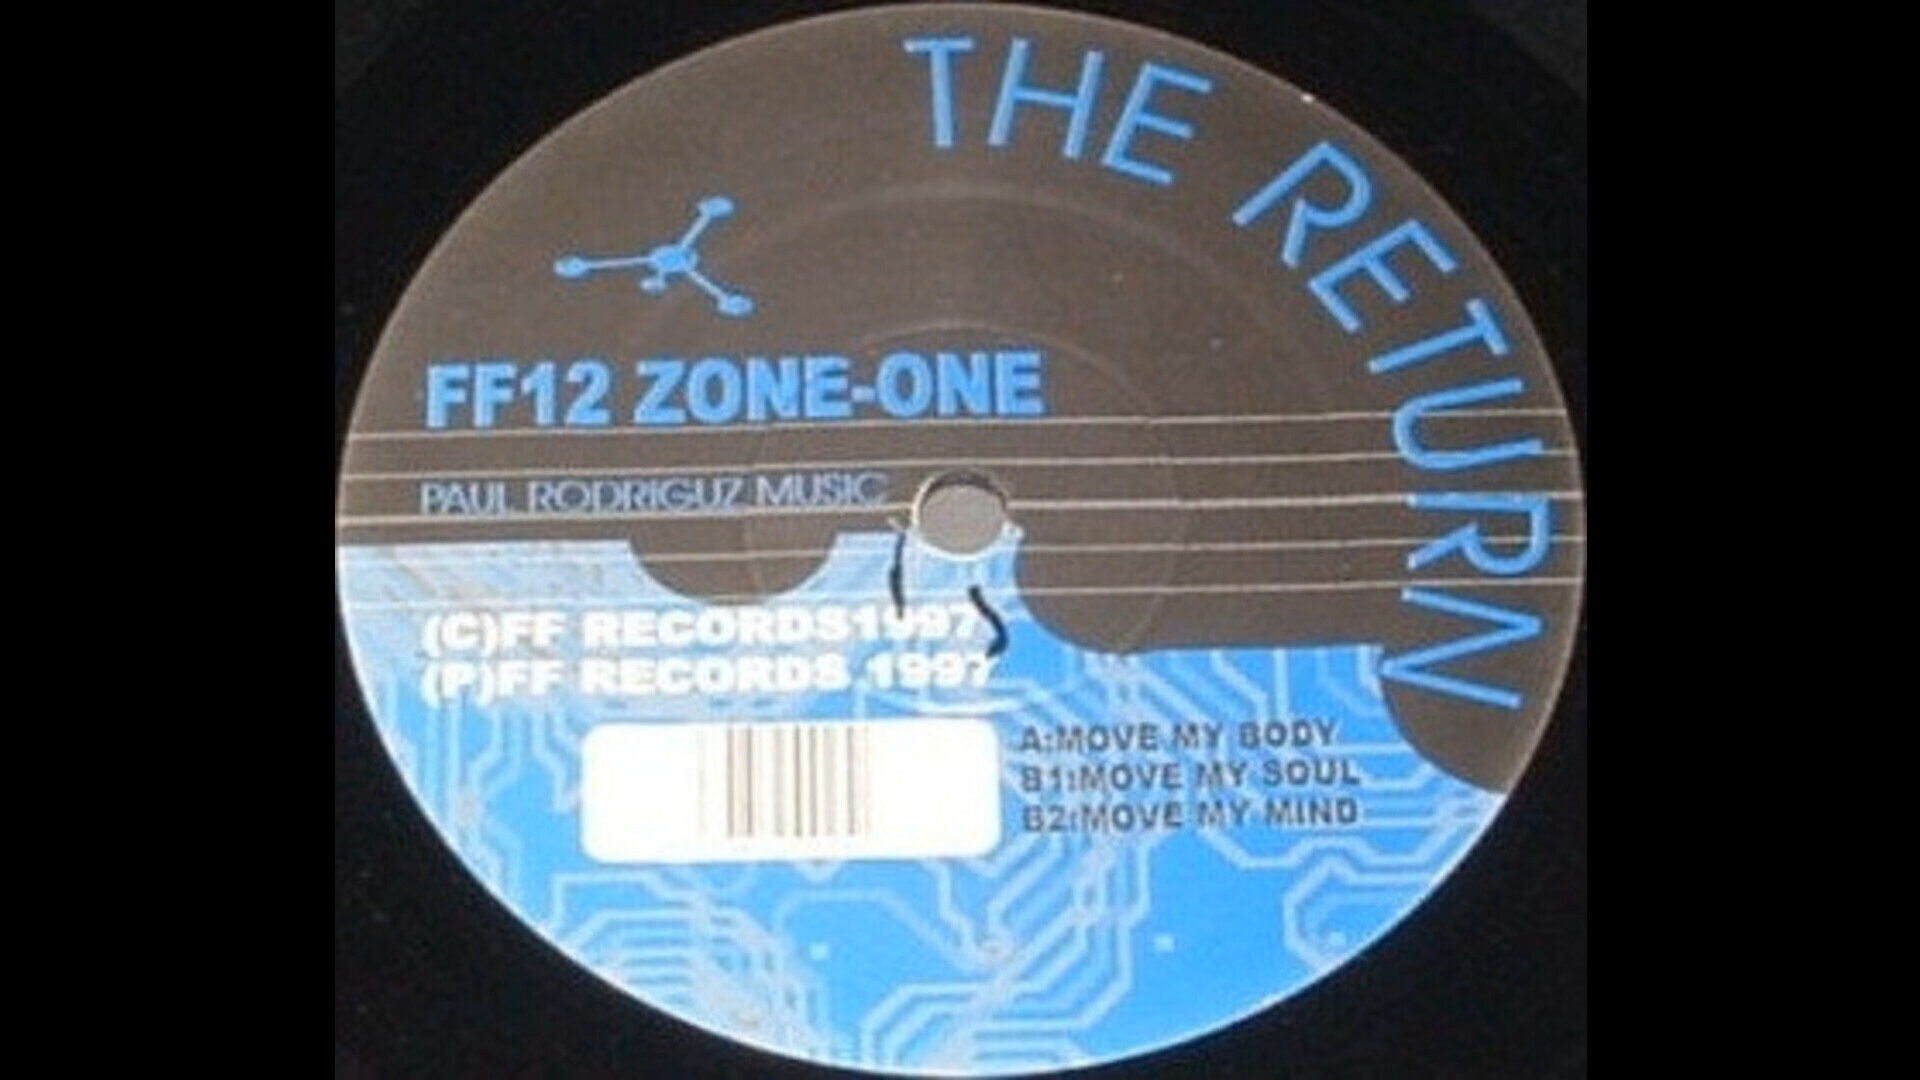 THE RETURN
FF12 ZONE-ONE
PAUL RODRIGUZ MUSIC
(C)FF RECORDS1997
(P)FF RECORDS 1997
A:MOVE MY BODY
B1:MOVE MY SOUL
B2:MOVE MY MIND